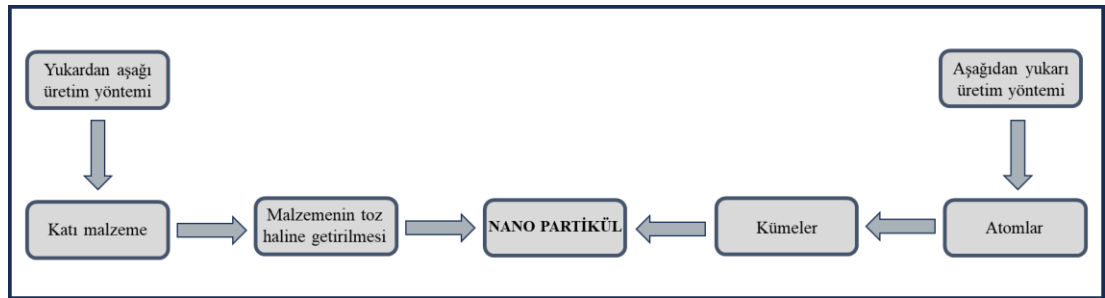 Yukardan aşağı
üretim yöntemi
Aşağıdan yukarı
üretim yöntemi
Katı malzeme
Malzemenin toz
haline getirilmesi
NANO PARTİKÜL
Kümeler
Atomlar